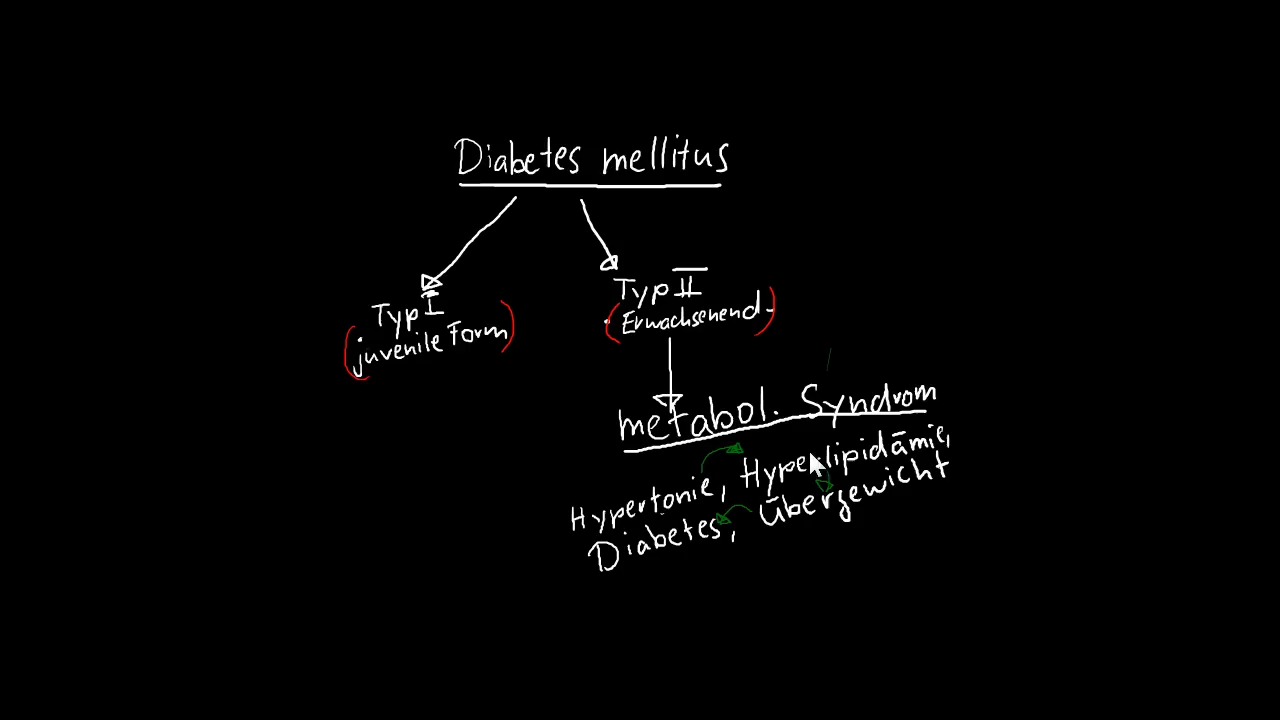 Diabetes mellitus
Typ I
(juvenile Form)
Typ II
(Erwachsenend.)
metabol. Syndrom
Hypertonie, Hyperlipidämie,
Diabetes, Übergewicht